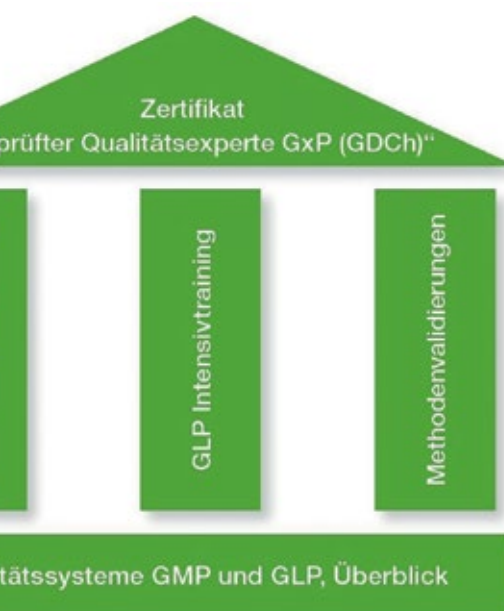 Zertifikat
prüfter Qualitätsexperte GxP (GDCh)“
GLP Intensivtraining
Methodenvalidierungen
tätssysteme GMP und GLP, Überblick